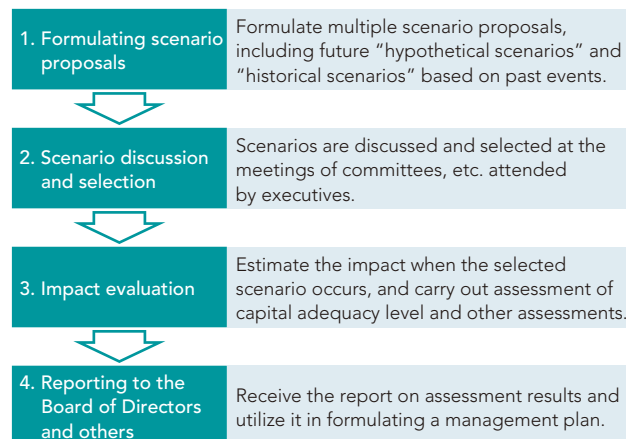 1. Formulating scenario
proposals
Formulate multiple scenario proposals,
including future “hypothetical scenarios” and
“historical scenarios” based on past events.
2. Scenario discussion
and selection
Scenarios are discussed and selected at the
meetings of committees, etc. attended
by executives.
3. Impact evaluation
Estimate the impact when the selected
scenario occurs, and carry out assessment of
capital adequacy level and other assessments.
4. Reporting to the
Board of Directors
and others
Receive the report on assessment results and
utilize it in formulating a management plan.